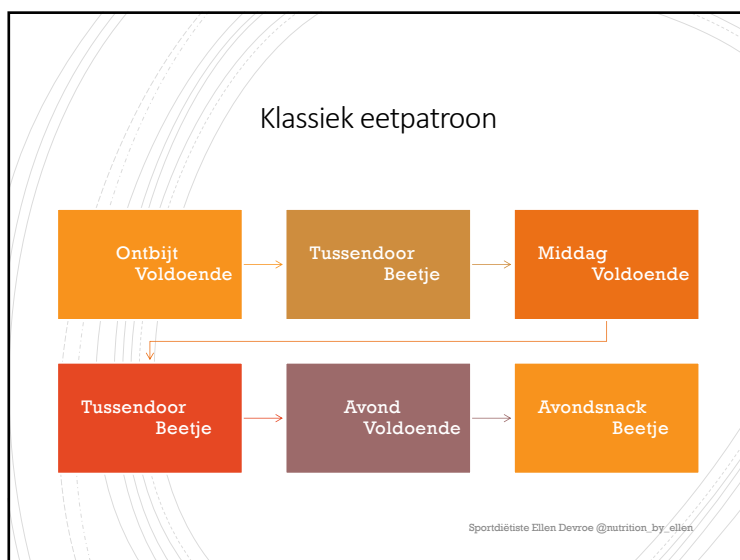 Klassiek eetpatroon
Ontbijt
Voldoende
Tussendoor
Beetje
Middag
Voldoende
Tussendoor
Beetje
Avond
Voldoende
Avondsnack
Beetje
Sportdiëtiste Ellen Devroe @nutrition_by_ellen